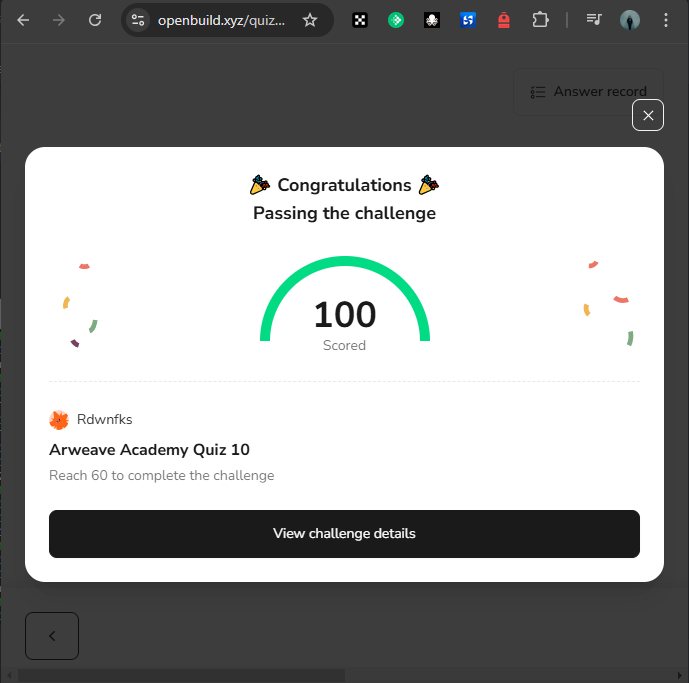 openbuild.xyz/quiz...
Answer record
Congratulations
Passing the challenge
100
Scored
Rdwnfks
Arweave Academy Quiz 10
Reach 60 to complete the challenge
View challenge details